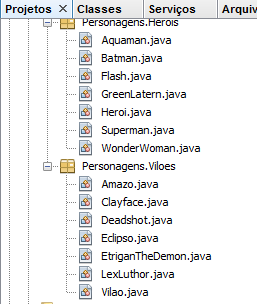 Projetos × Classes Serviços Arquiv
Personagens.Herois
Aquaman.java
Batman.java
Flash.java
GreenLatern.java
Heroi.java
Superman.java
WonderWoman.java
Personagens.Viloes
Amazo.java
Clayface.java
Deadshot.java
Eclipso.java
EtriganTheDemon.java
LexLuthor.java
Vilao.java